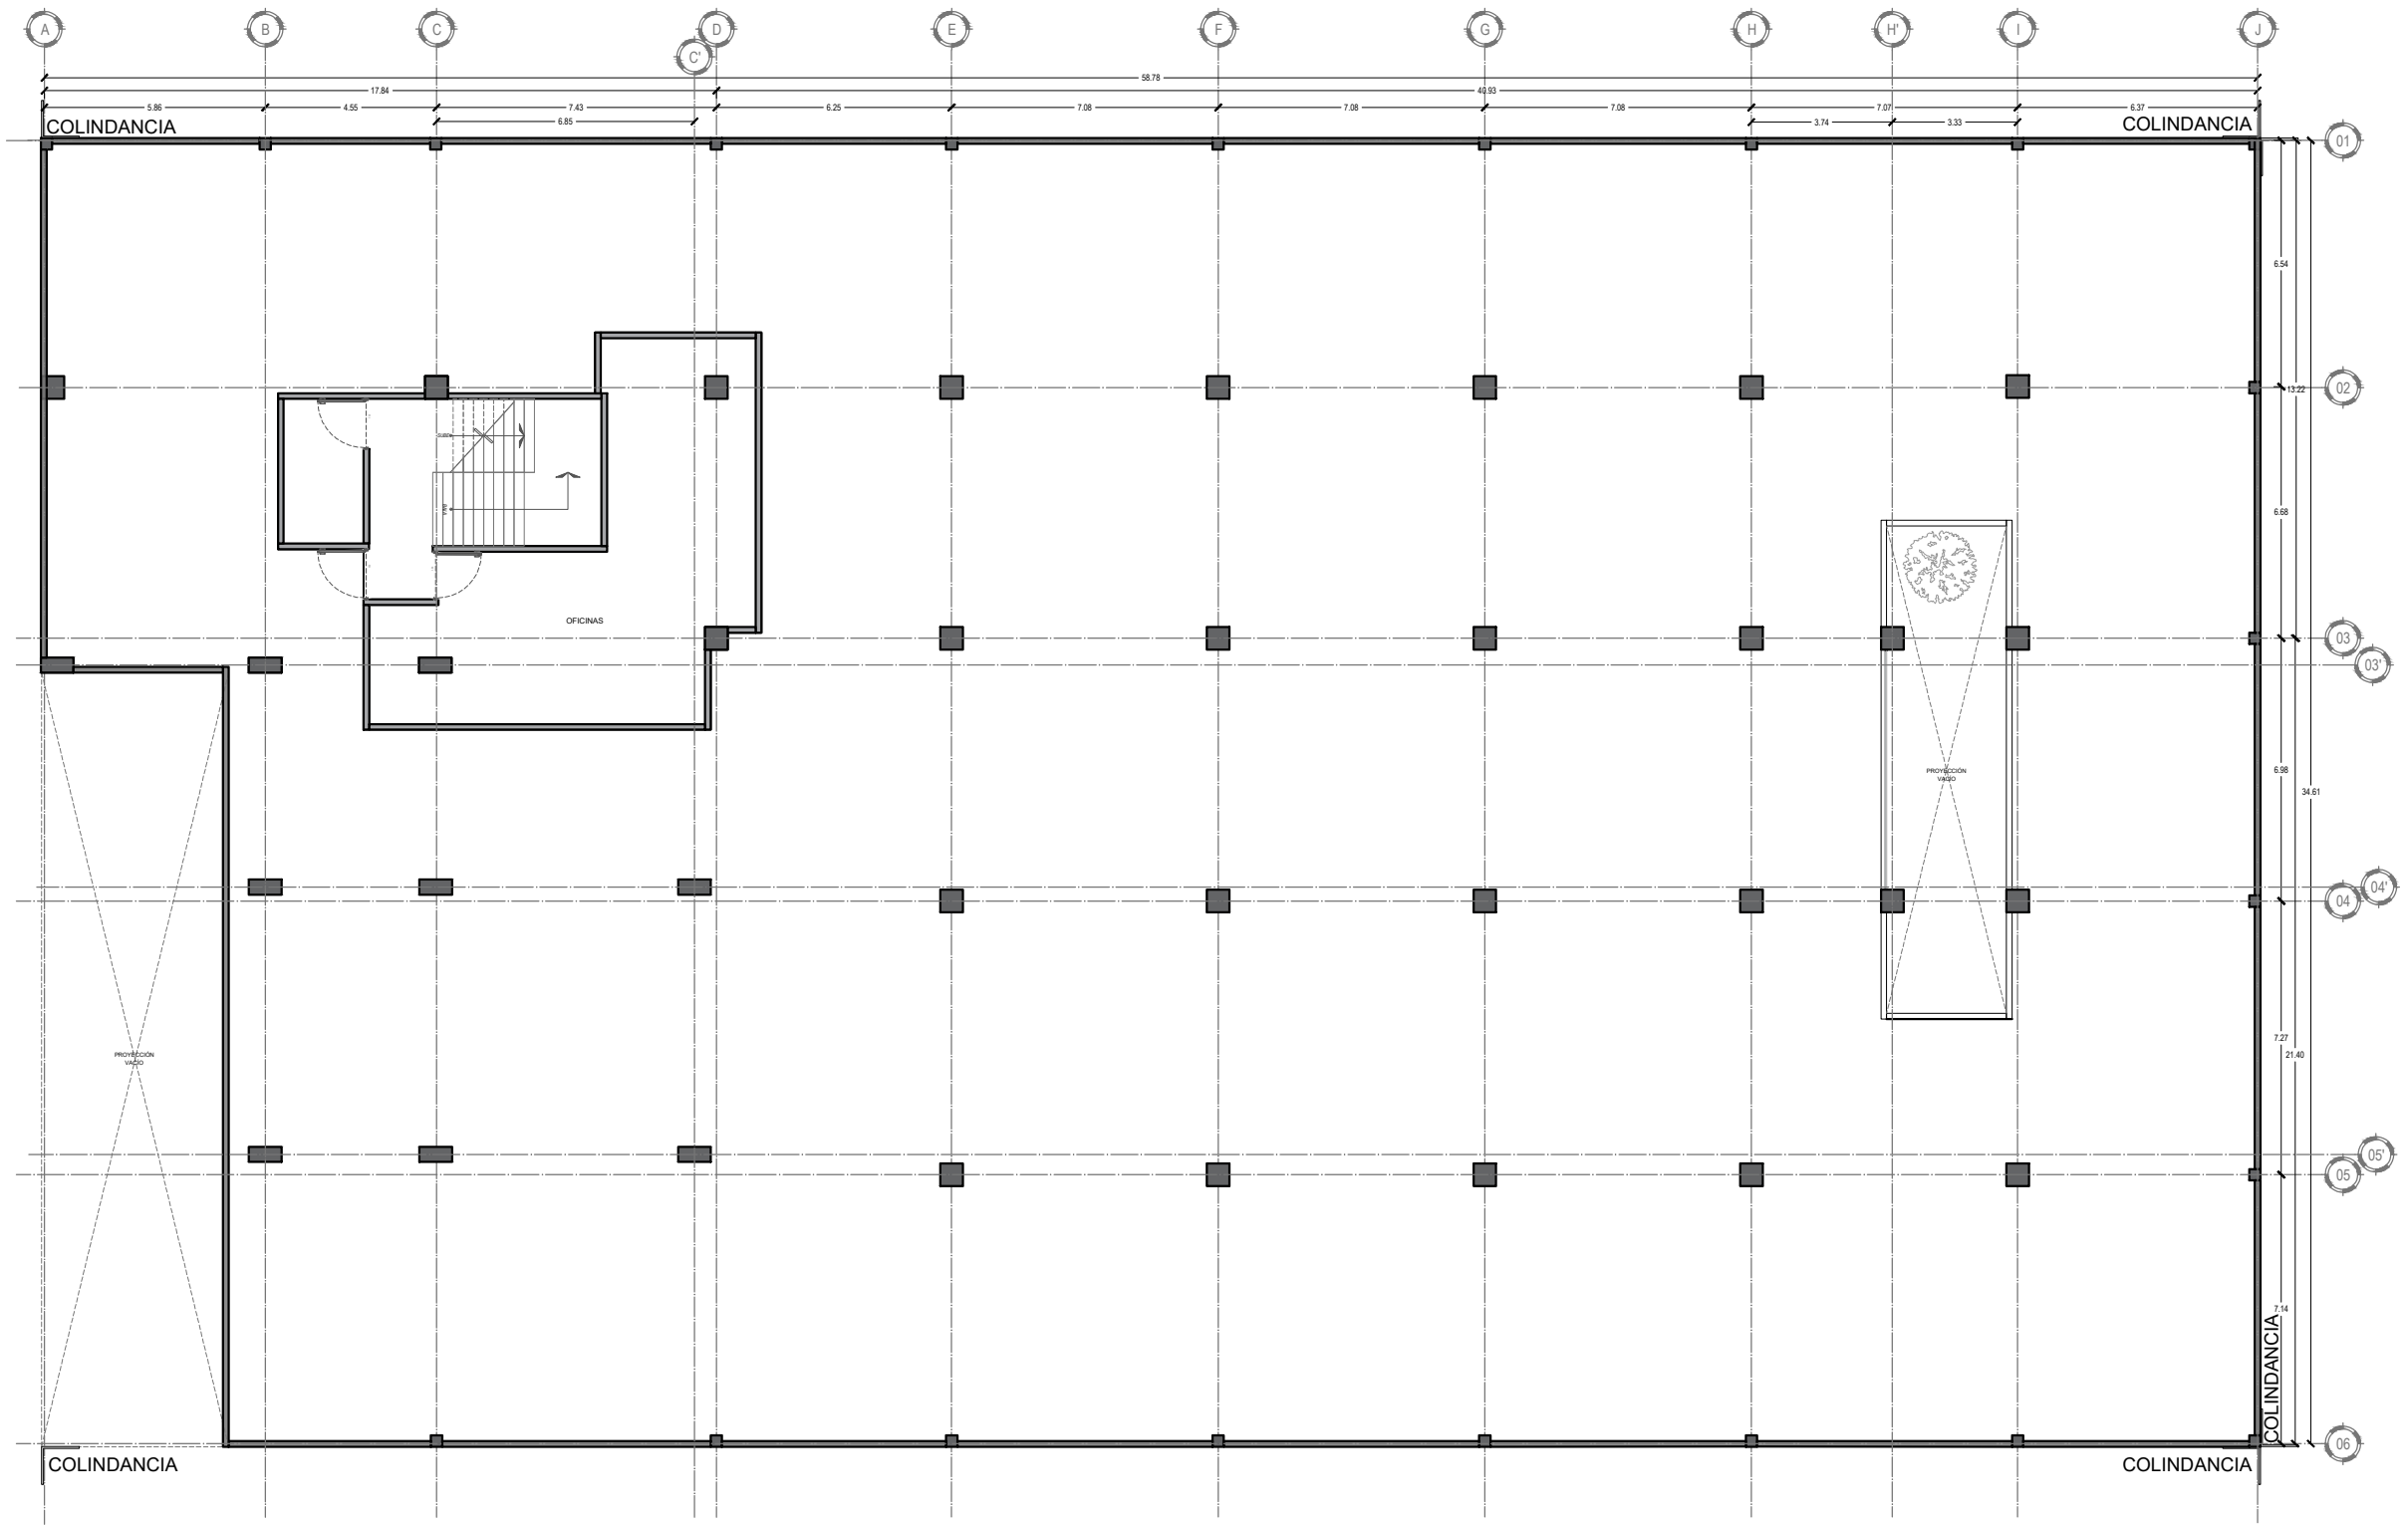 A
B
C
C'
D
E
F
G
H
H'
I
J
58.78
17.84
40.93
5.86
4.55
7.43
6.25
7.08
7.08
7.08
7.07
6.37
6.85
3.74
3.33
COLINDANCIA
COLINDANCIA
01
6.54
02
13.22
6.68
OFICINAS
03
03'
6.98
PROYECCIÓN
VACIO
34.61
04'
04
7.27
PROYECCIÓN
VACIO
21.40
05'
05
7.14
COLINDANCIA
06
COLINDANCIA
COLINDANCIA